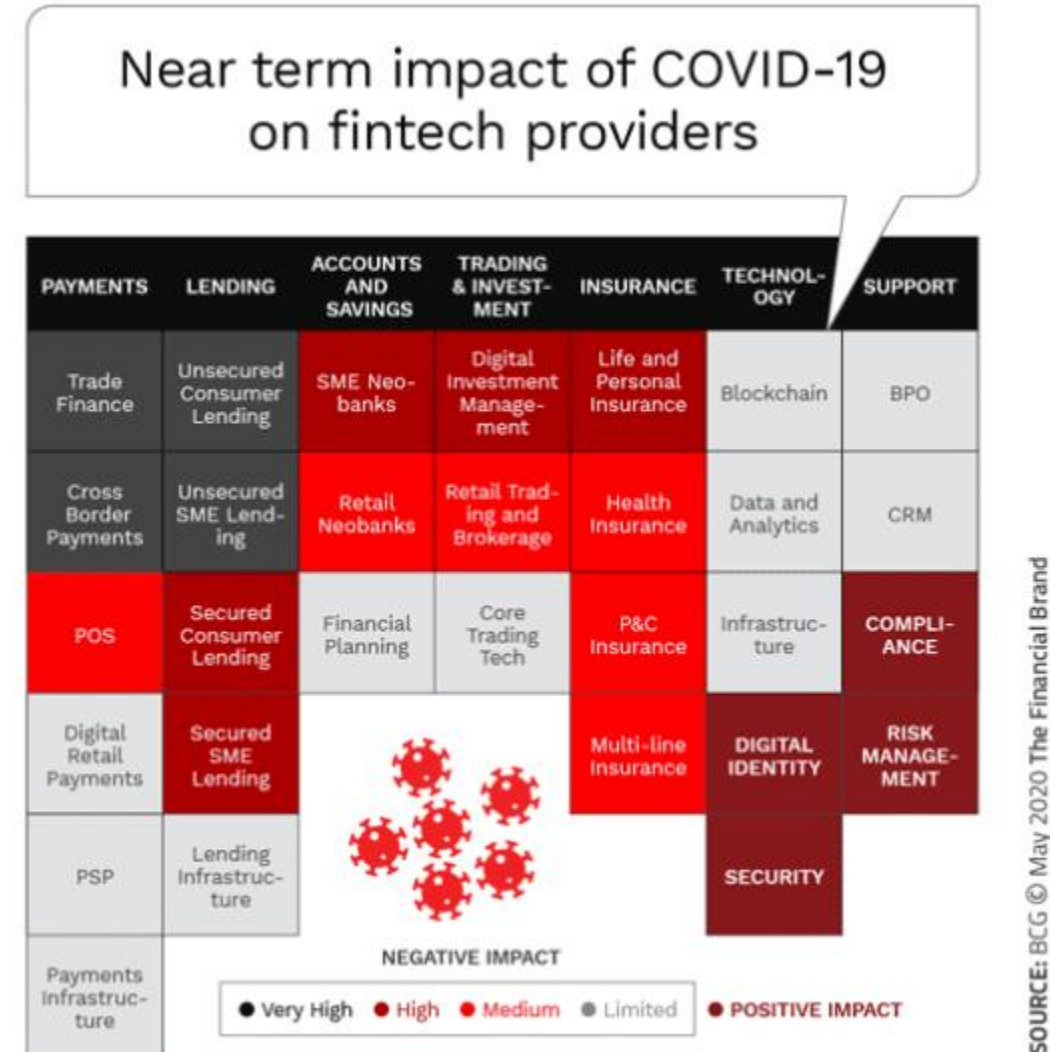 Near term impact of COVID-19
on fintech providers
PAYMENTS
LENDING
ACCOUNTS
AND
SAVINGS
TRADING
& INVEST-
MENT
INSURANCE
TECHNOL-
OGY
SUPPORT
Trade
Finance
Unsecured
Consumer
Lending
SME Neo-
banks
Digital
Investment
Manage-
ment
Life and
Personal
Insurance
Blockchain
BPO
Cross
Border
Payments
Unsecured
SME Lend-
ing
Retail
Neobanks
Retail Trad-
ing and
Brokerage
Health
Insurance
Data and
Analytics
CRM
POS
Secured
Consumer
Lending
Financial
Planning
Core
Trading
Tech
P&C
Insurance
Infrastruc-
ture
COMPLI-
ANCE
Digital
Retail
Payments
Secured
SME
Lending
Multi-line
Insurance
DIGITAL
IDENTITY
RISK
MANAGE-
MENT
PSP
Lending
Infrastruc-
ture
SECURITY
Payments
Infrastruc-
ture
NEGATIVE IMPACT
Very High High Medium Limited POSITIVE IMPACT
SOURCE: BCG © May 2020 The Financial Brand